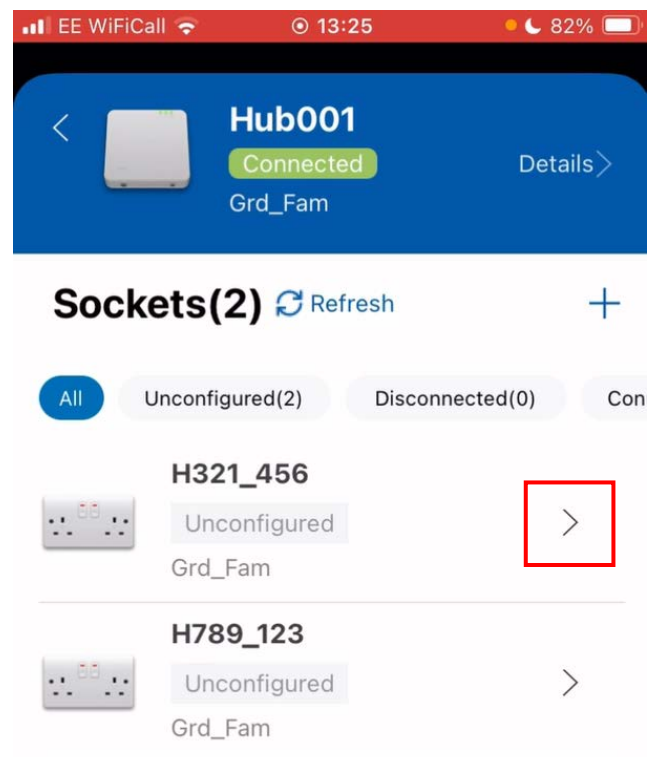 EE WiFiCall 13:25 82%
Hub001
Connected
Details
Grd_Fam
Sockets(2) Refresh
All Unconfigured(2) Disconnected(0) Con
H321_456
Unconfigured
Grd_Fam
H789_123
Unconfigured
Grd_Fam